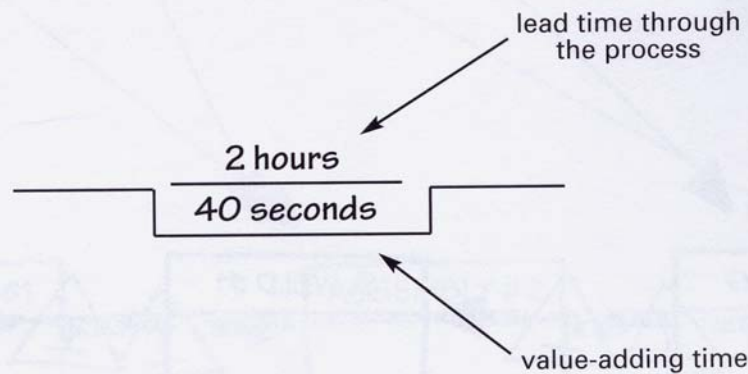 lead time through
the process
2 hours
40 seconds
value-adding time